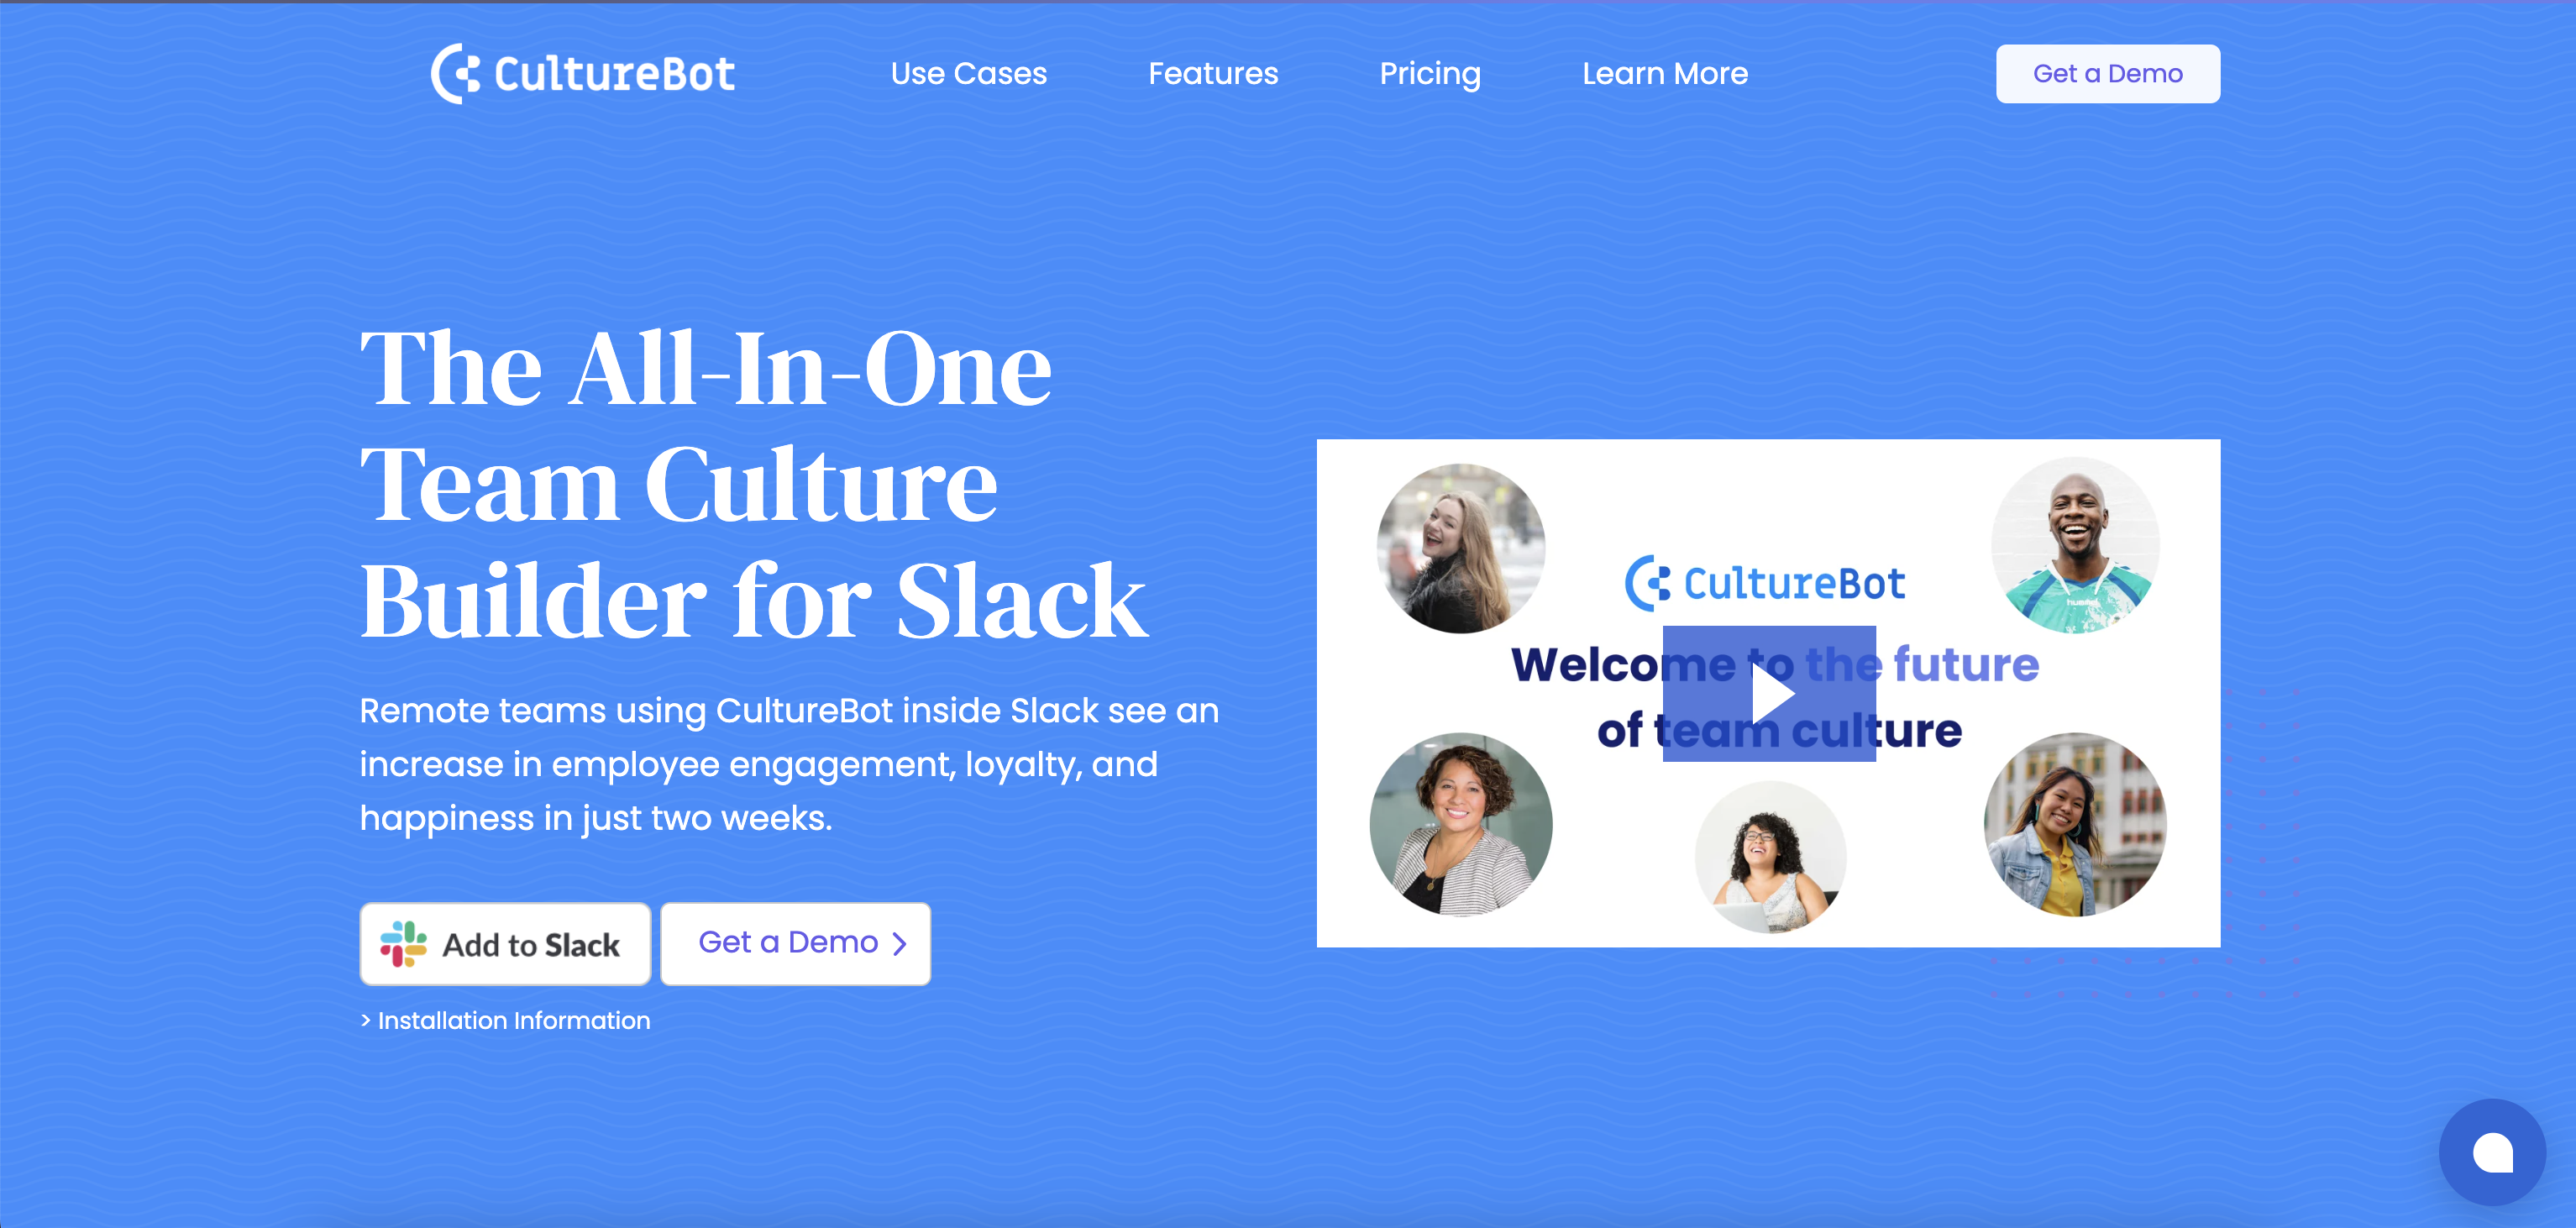 CultureBot
Use Cases
Features
Pricing
Learn More
Get a Demo
The All-In-One
Team Culture
Builder for Slack
Remote teams using CultureBot inside Slack see an
increase in employee engagement, loyalty, and
happiness in just two weeks.
Add to Slack
Get a Demo
> Installation Information
CultureBot
Welcome to the future
of team culture
hummel